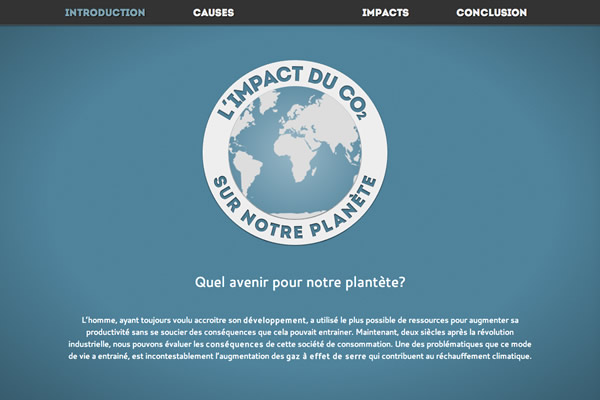 INTRODUCTION CAUSES IMPACTS CONCLUSION
L'IMPACT DU CO2
SUR NOTRE PLANÈTE
Quel avenir pour notre plantète?
L'homme, ayant toujours voulu accroitre son développement, a utilisé le plus possible de ressources pour augmenter sa
productivité sans se soucier des conséquences que cela pouvait entrainer. Maintenant, deux siècles après la révolution
industrielle, nous pouvons évaluer les conséquences de cette société de consommation. Une des problématiques que ce mode
de vie a entrainé, est incontestablement l'augmentation des gaz à effet de serre qui contribuent au réchauffement climatique.